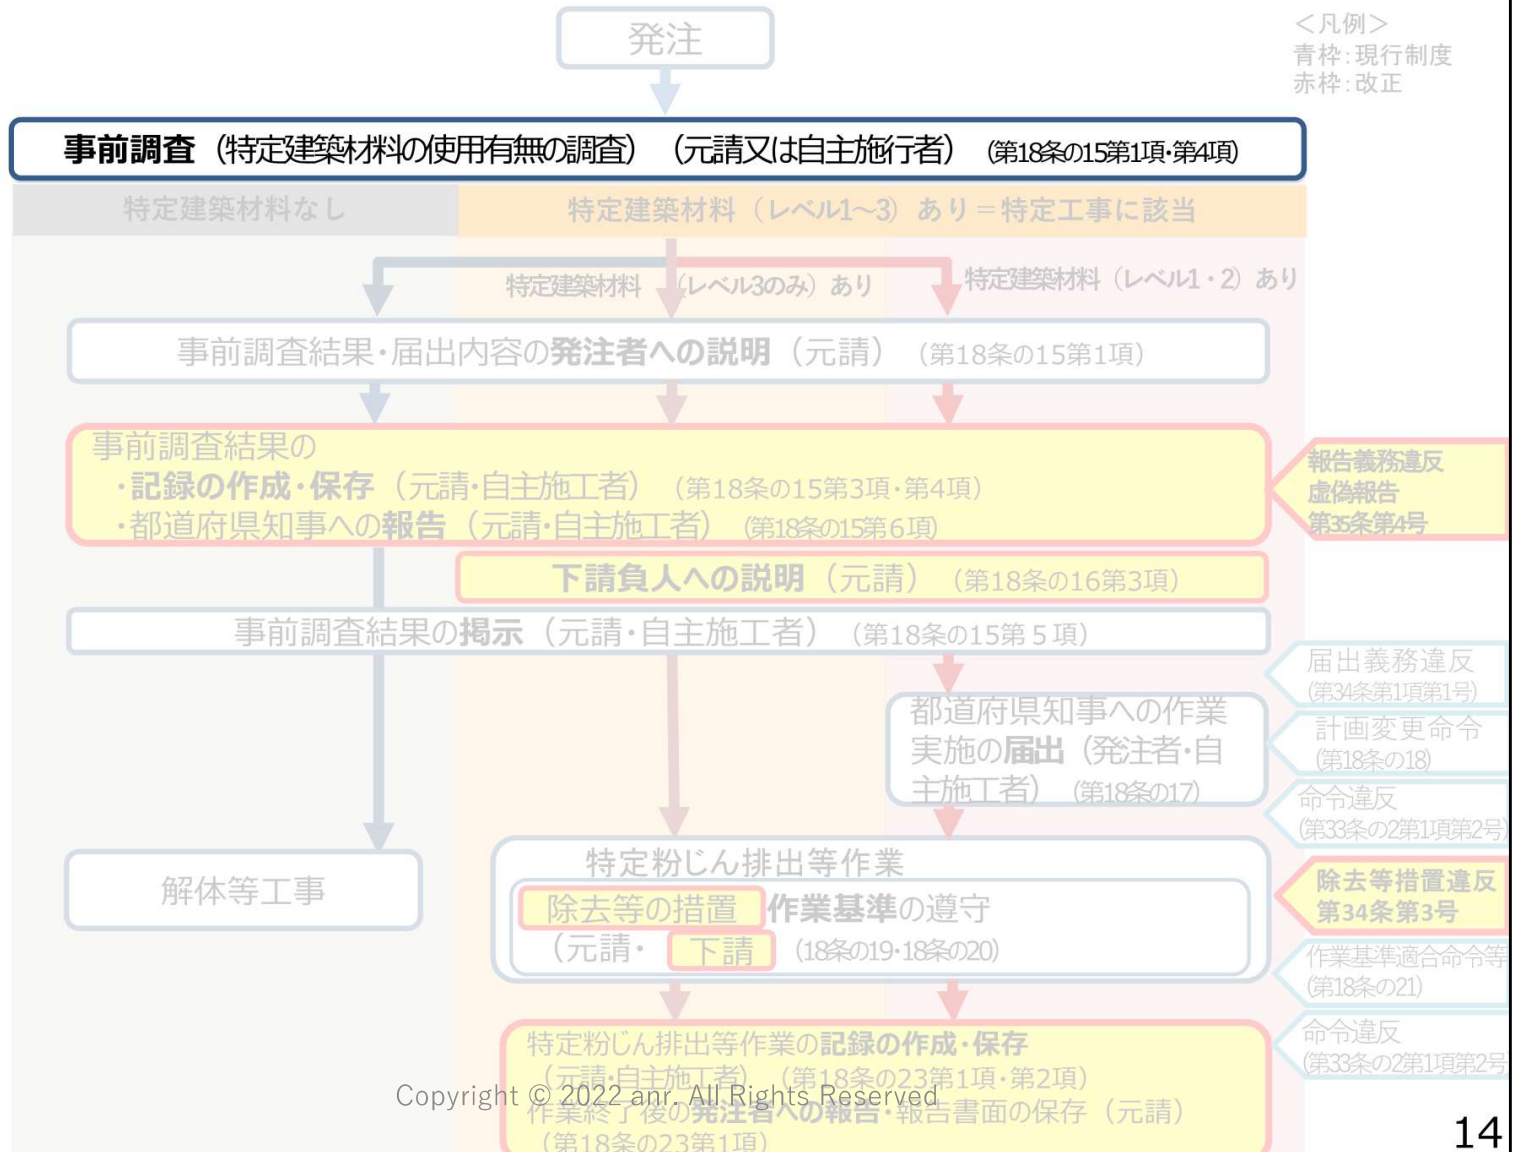 発注
<凡例>
青枠:現行制度
赤枠:改正
事前調査(特定建築材料の使用有無の調査)(元請又は自主施行者)(第18条の15第1項・第4項)
特定建築材料なし
特定建築材料(レベル1~3)あり=特定工事に該当
特定建築材料 (レベル3のみ)あり
特定建築材料(レベル1・2)あり
事前調査結果・届出内容の発注者への説明(元請)(第18条の15第1項)
事前調査結果の
・記録の作成・保存(元請・自主施工者)(第18条の15第3項・第4項)
・都道府県知事への報告(元請・自主施工者)(第18条の15第6項)
報告義務違反
虚偽報告
第35条第4号
下請負人への説明(元請)(第18条の16第3項)
事前調査結果の掲示(元請・自主施工者)(第18条の15第5項)
届出義務違反
(第34条第1項第1号)
都道府県知事への作業
実施の届出(発注者・自
主施工者)(第18条の17)
計画変更命令
(第18条の18)
命令違反
(第33条の2第1項第2号)
特定粉じん排出等作業
除去等の措置 作業基準の遵守
(元請・ 下請 (18条の19・18条の20)
解体等工事
除去等措置違反
第34条第3号
作業基準適合命令等
(第18条の21)
命令違反
(第33条の2第1項第2号
特定粉じん排出等作業の記録の作成・保存
(元請・自主施工者)(第18条の23第1項・第2項)
作業終了後の発注者への報告・報告書面の保存(元請)
(第18条の23第1項)
Copyright © 2022 anr. All Rights Reserved
14